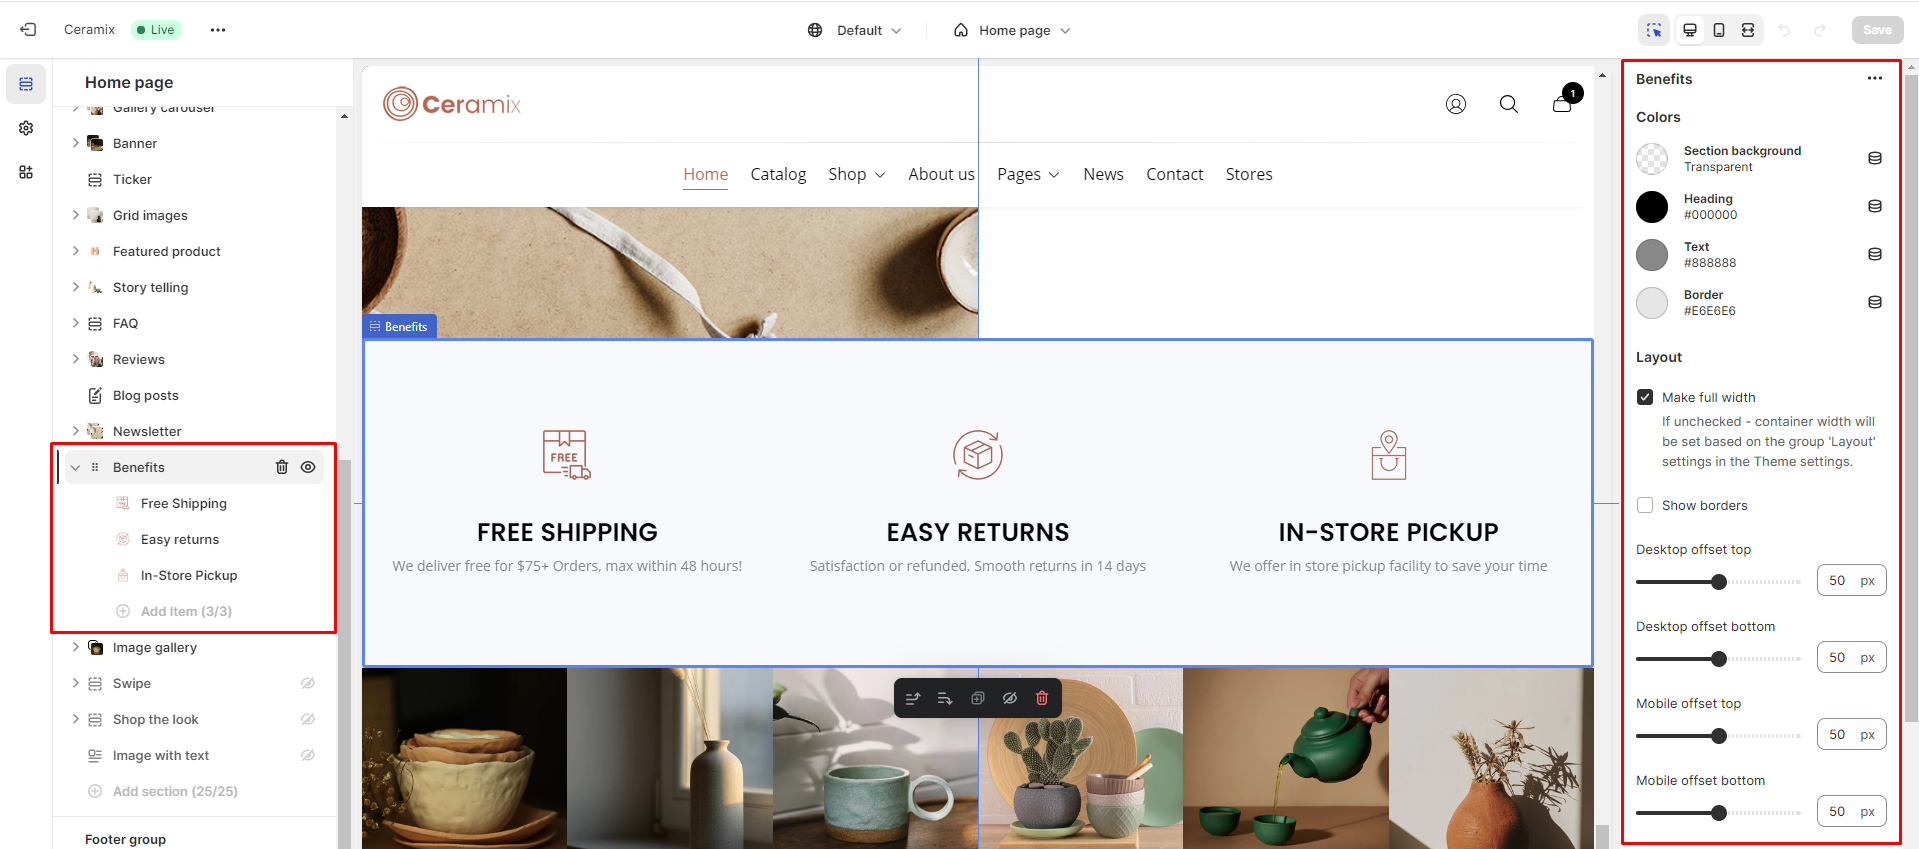 Ceramix
Live
Default
Home page
Save
Home page
Gallery carousel
Banner
Ticker
Grid images
Featured product
Story telling
FAQ
Reviews
Blog posts
Newsletter
Benefits
Free Shipping
Easy returns
In-Store Pickup
Add Item (3/3)
Image gallery
Swipe
Shop the look
Image with text
Add section (25/25)
Footer group
Ceramix
1
Home
Catalog
Shop
About us
Pages
News
Contact
Stores
Benefits
FREE
FREE SHIPPING
We deliver free for $75+ Orders, max within 48 hours!
EASY RETURNS
Satisfaction or refunded, Smooth returns in 14 days
IN-STORE PICKUP
We offer in store pickup facility to save your time
Benefits
Colors
Section background
Transparent
Heading
#000000
Text
#888888
Border
#E6E6E6
Layout
Make full width
If unchecked - container width will
be set based on the group 'Layout'
settings in the Theme settings.
Show borders
Desktop offset top
50 px
Desktop offset bottom
50 px
Mobile offset top
50 px
Mobile offset bottom
50 px